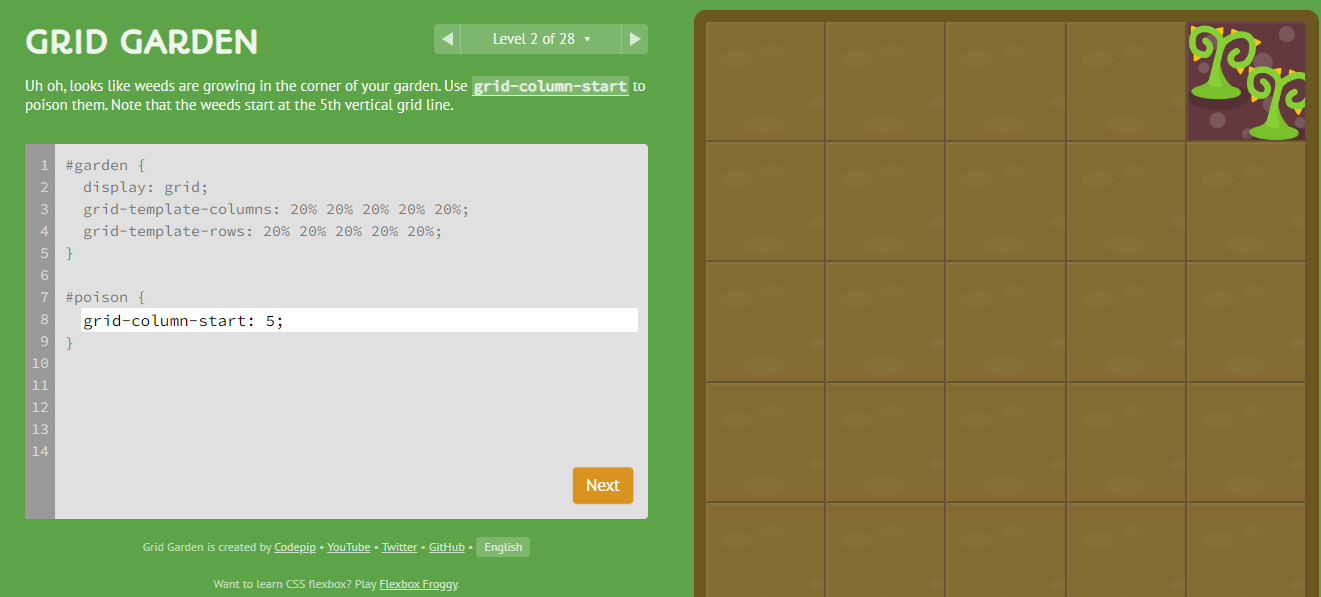 GRID GARDEN
◀ Level 2 of 28 ▾ ▶
Uh oh, looks like weeds are growing in the corner of your garden. Use grid-column-start to
poison them. Note that the weeds start at the 5th vertical grid line.
1 #garden {
2 display: grid;
3 grid-template-columns: 20% 20% 20% 20% 20%;
4 grid-template-rows: 20% 20% 20% 20% 20%;
5 }
6
7 #poison {
8 grid-column-start: 5;
9 }
10
11
12
13
14
Next
Grid Garden is created by Codepip • YouTube • Twitter • GitHub • English
Want to learn CSS flexbox? Play Flexbox Froggy.